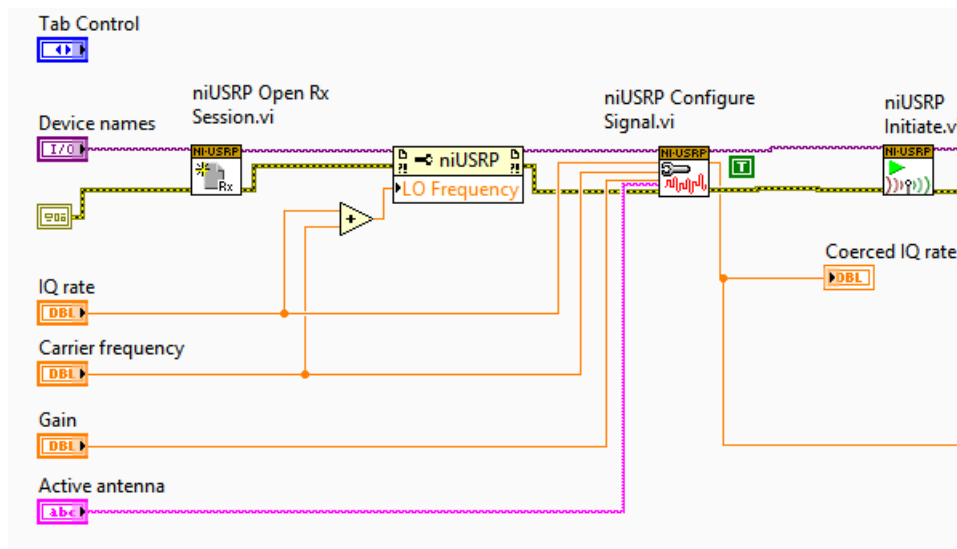 Tab Control
niUSRP Open Rx
Session.vi
niUSRP Configure
Signal.vi
niUSRP
Initiate.v
Device names
I/O
NI-USRP
Rx
niUSRP
LO Frequency
NI-USRP
T
NI-USRP
+
Coerced IQ rate
DBL
IQ rate
DBL
Carrier frequency
DBL
Gain
DBL
Active antenna
abc